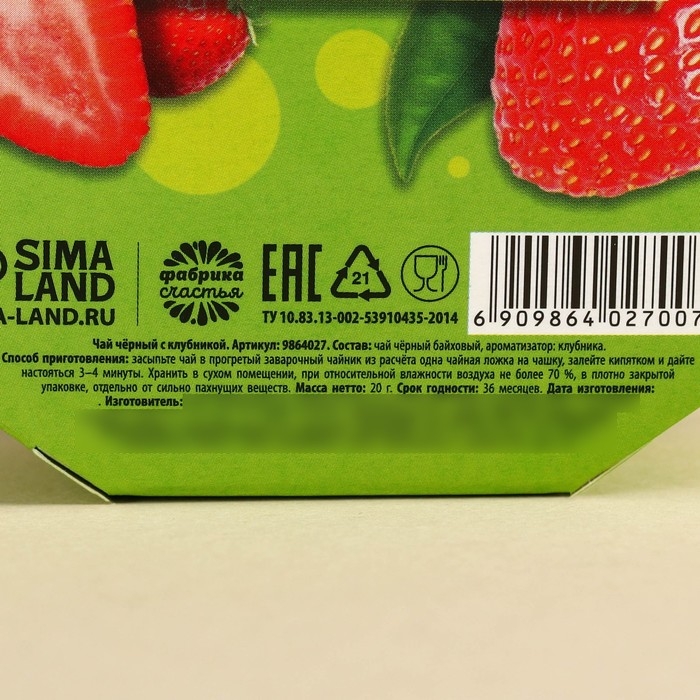 SIMA
LAND
A-LAND.RU
фабрика
счастья
EAC
21
ТУ 10.83.13-002-53910435-2014
6 909864 027007
Чай чёрный с клубникой. Артикул: 9864027. Состав: чай чёрный байховый, ароматизатор: клубника.
Способ приготовления: засыпьте чай в прогретый заварочный чайник из расчёта одна чайная ложка на чашку, залейте кипятком и дайте
настояться 3–4 минуты. Хранить в сухом помещении, при относительной влажности воздуха не более 70 %, в плотно закрытой
упаковке, отдельно от сильно пахнущих веществ. Масса нетто: 20 г. Срок годности: 36 месяцев. Дата изготовления:
. Изготовитель: